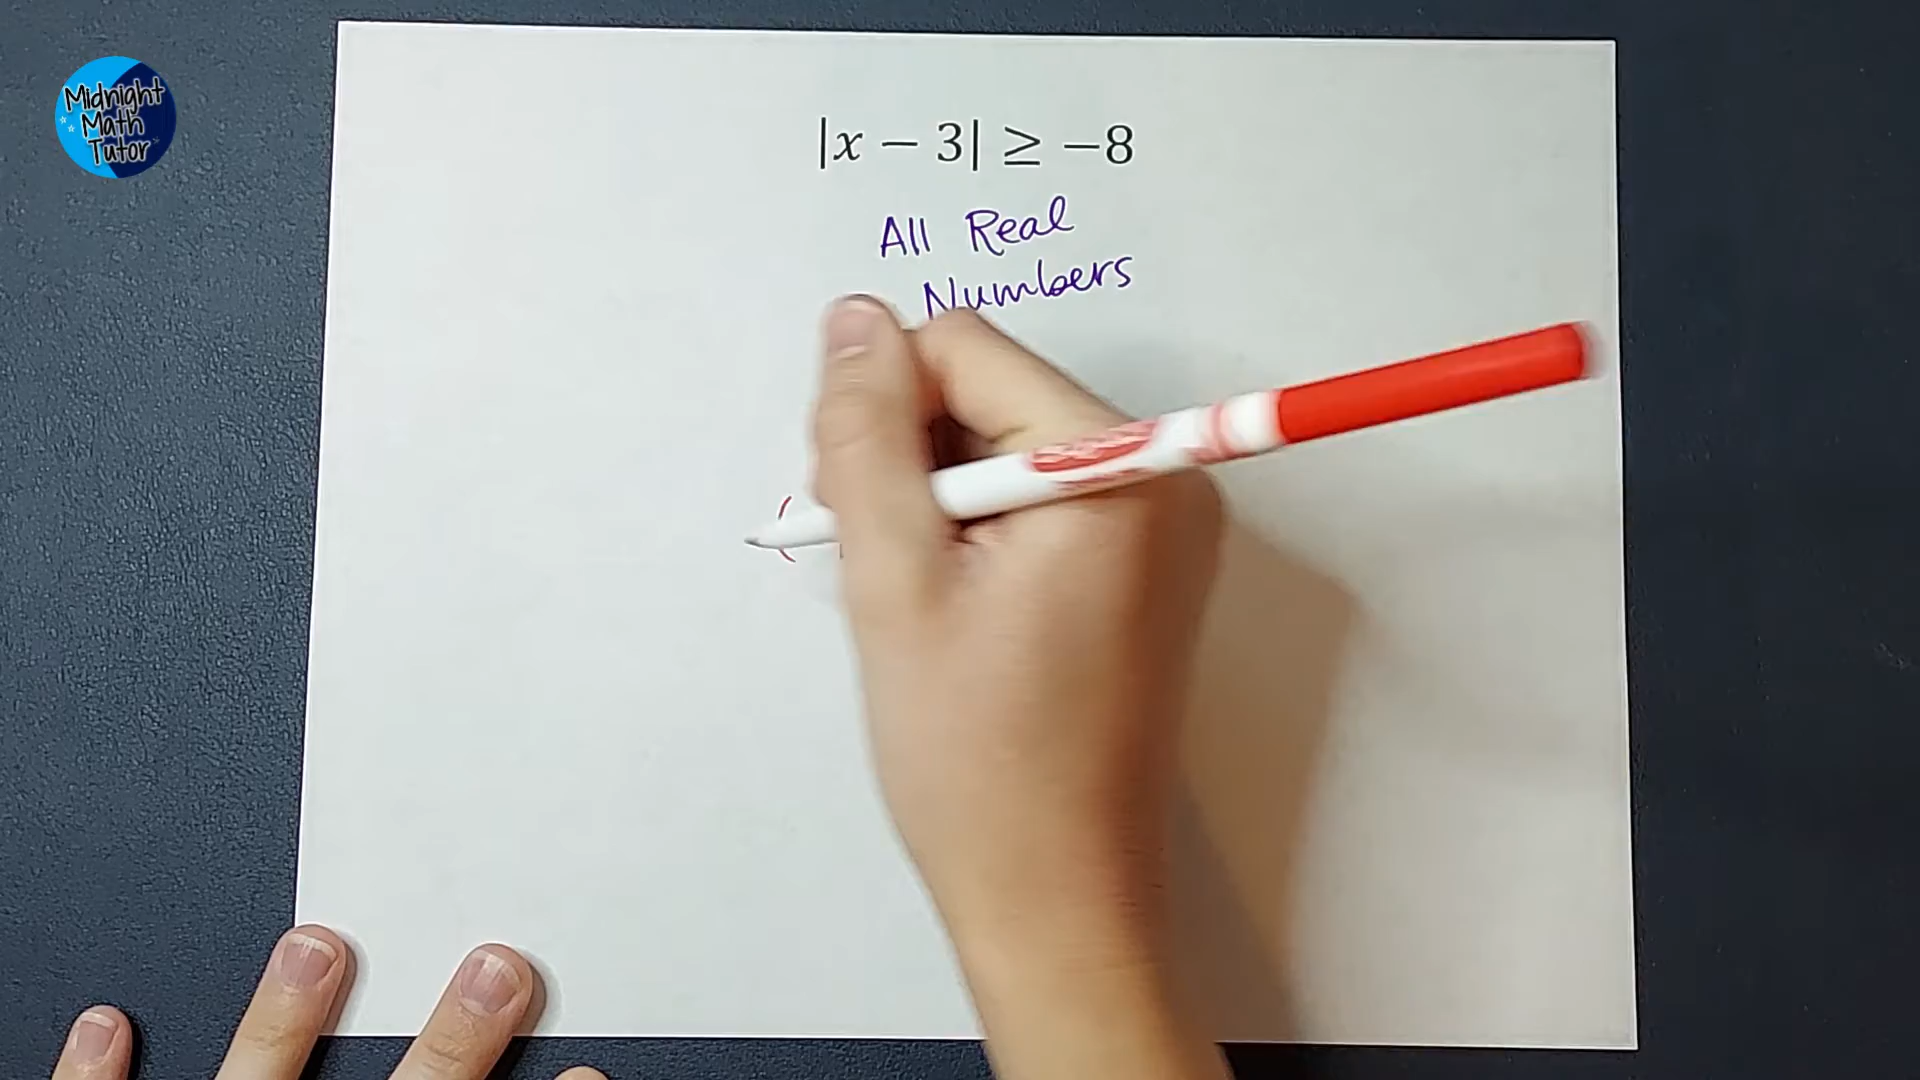 Midnight
Math
Tutor
|x − 3| ≥ −8
All Real
Numbers
(